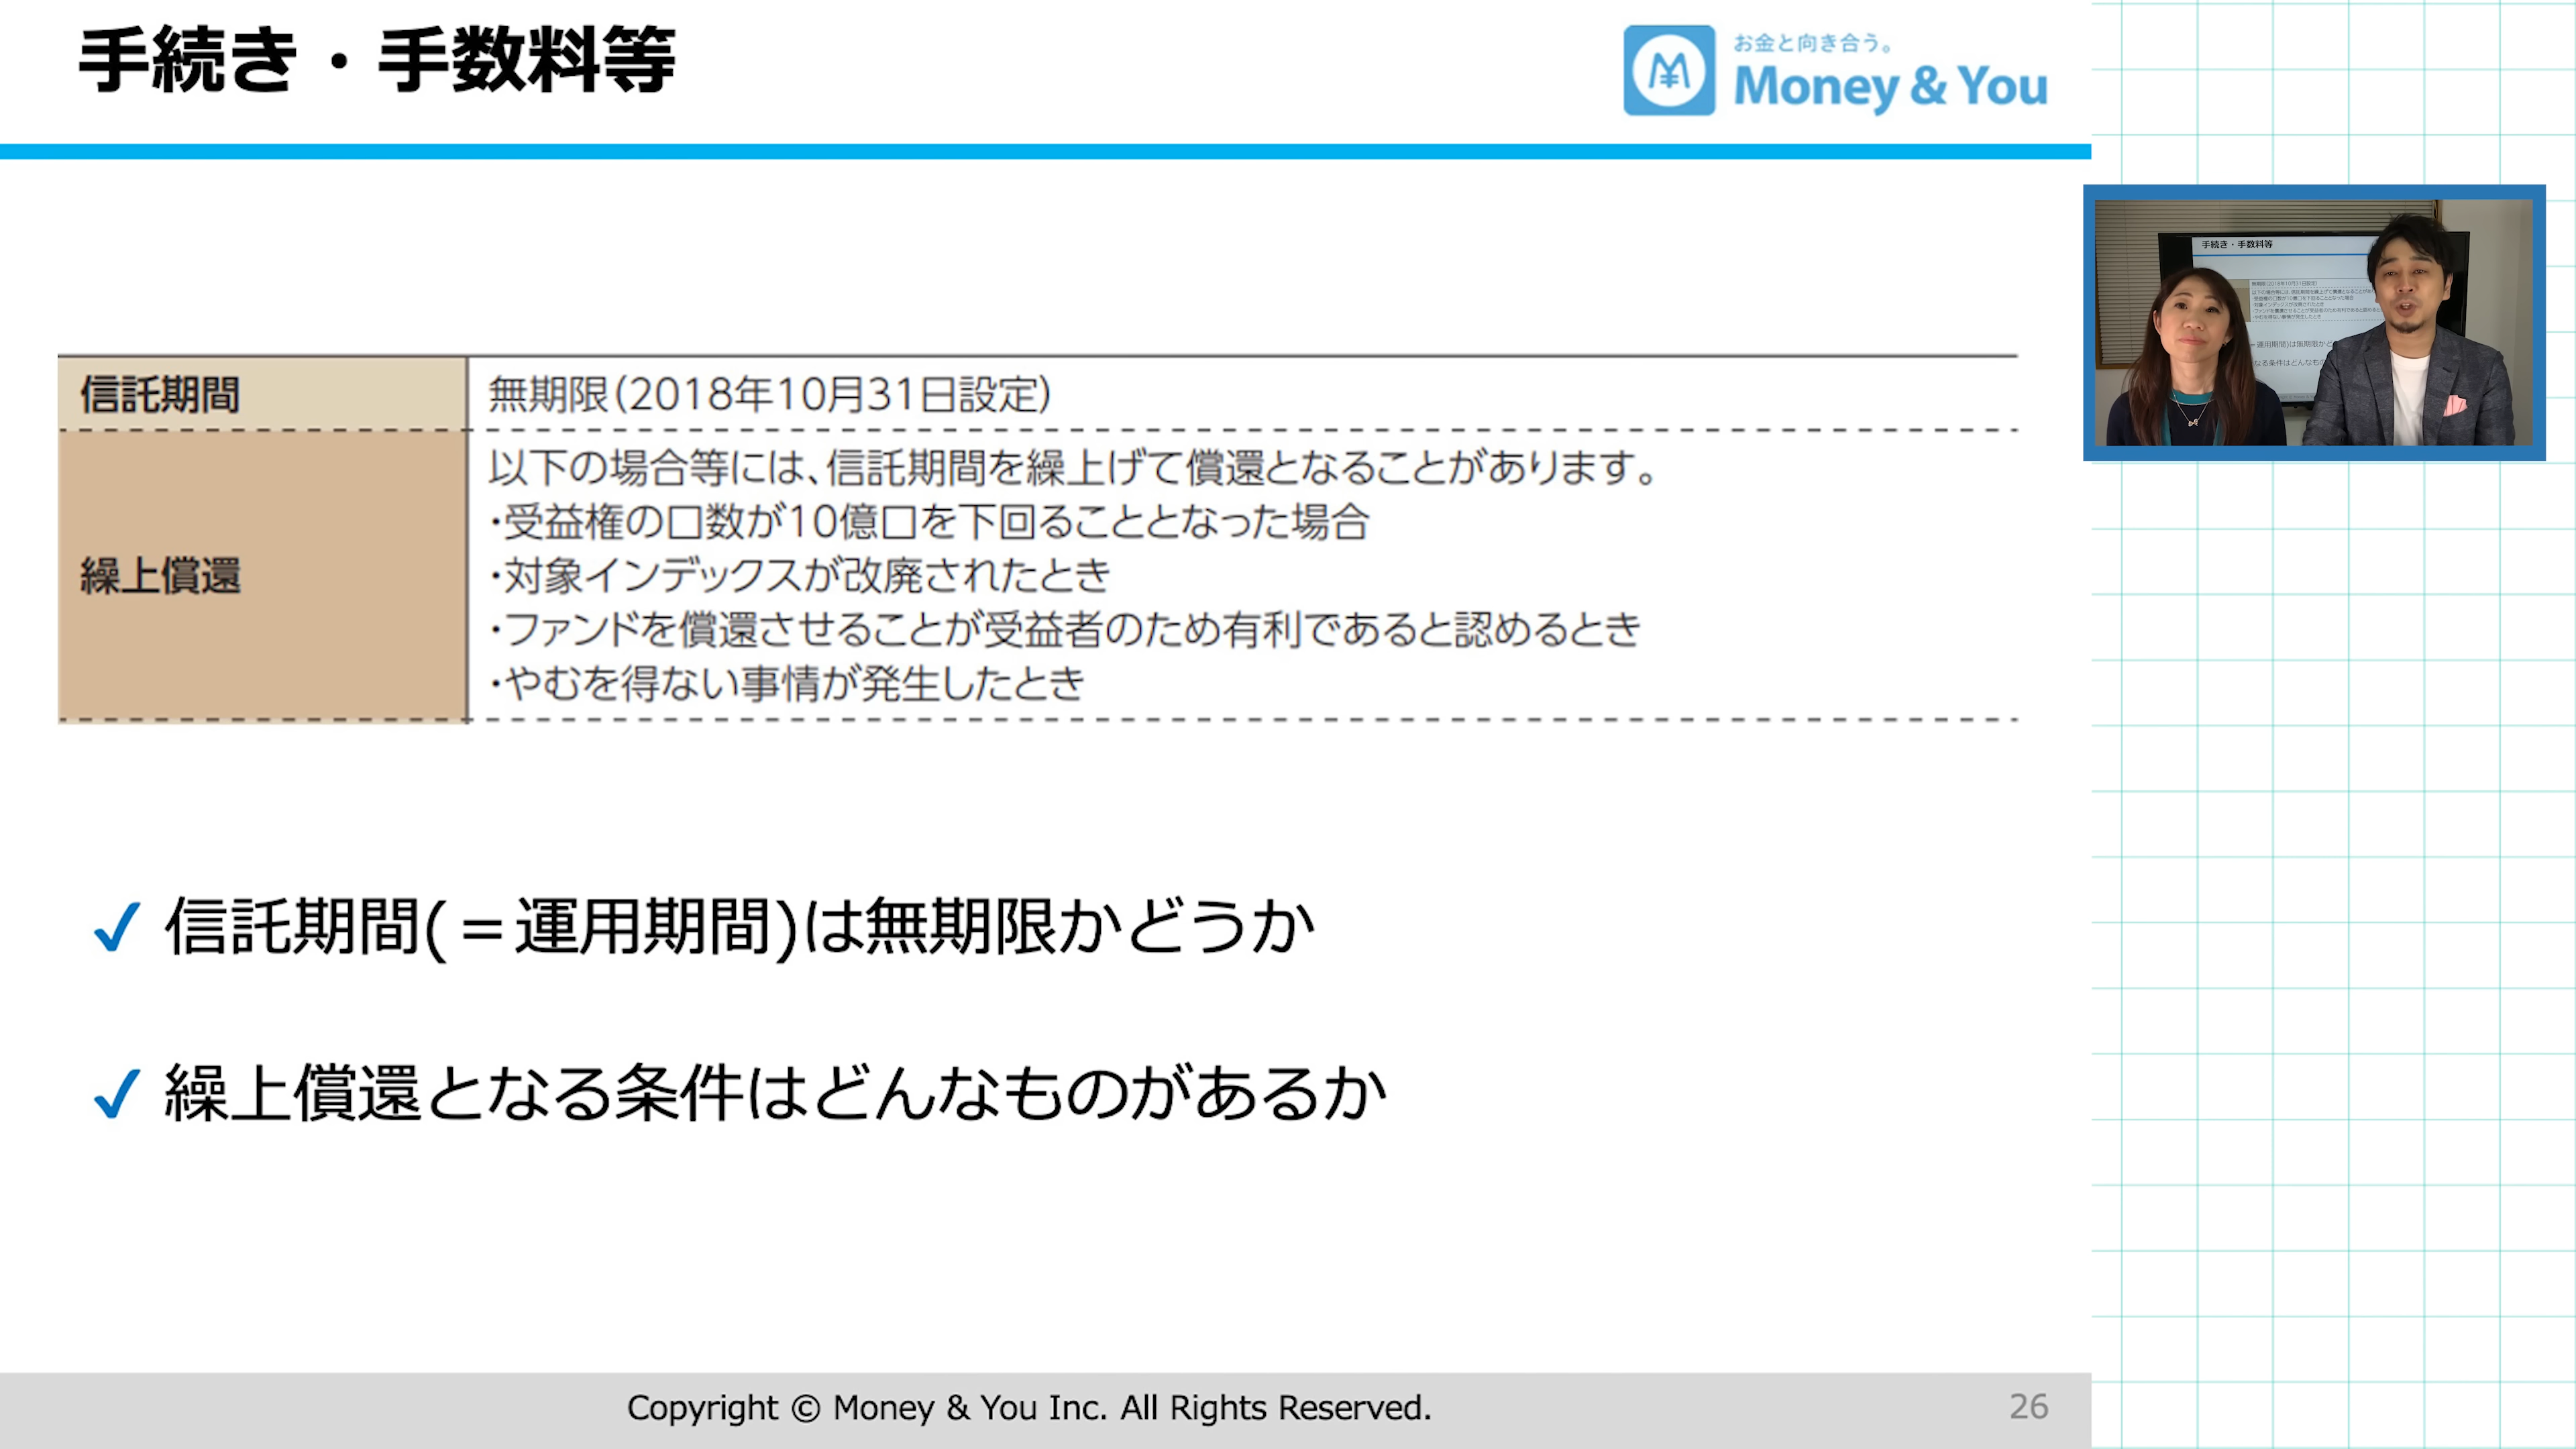 手続き・手数料等
お金と向き合う。
Money & You
信託期間
無期限(2018年10月31日設定)
繰上償還
以下の場合等には、信託期間を繰上げて償還となることがあります。
・受益権の口数が10億口を下回ることとなった場合
・対象インデックスが改廃されたとき
・ファンドを償還させることが受益者のため有利であると認めるとき
・やむを得ない事情が発生したとき
✓ 信託期間(=運用期間)は無期限かどうか
✓ 繰上償還となる条件はどんなものがあるか
手続き・手数料等
Copyright © Money & You Inc. All Rights Reserved.
26